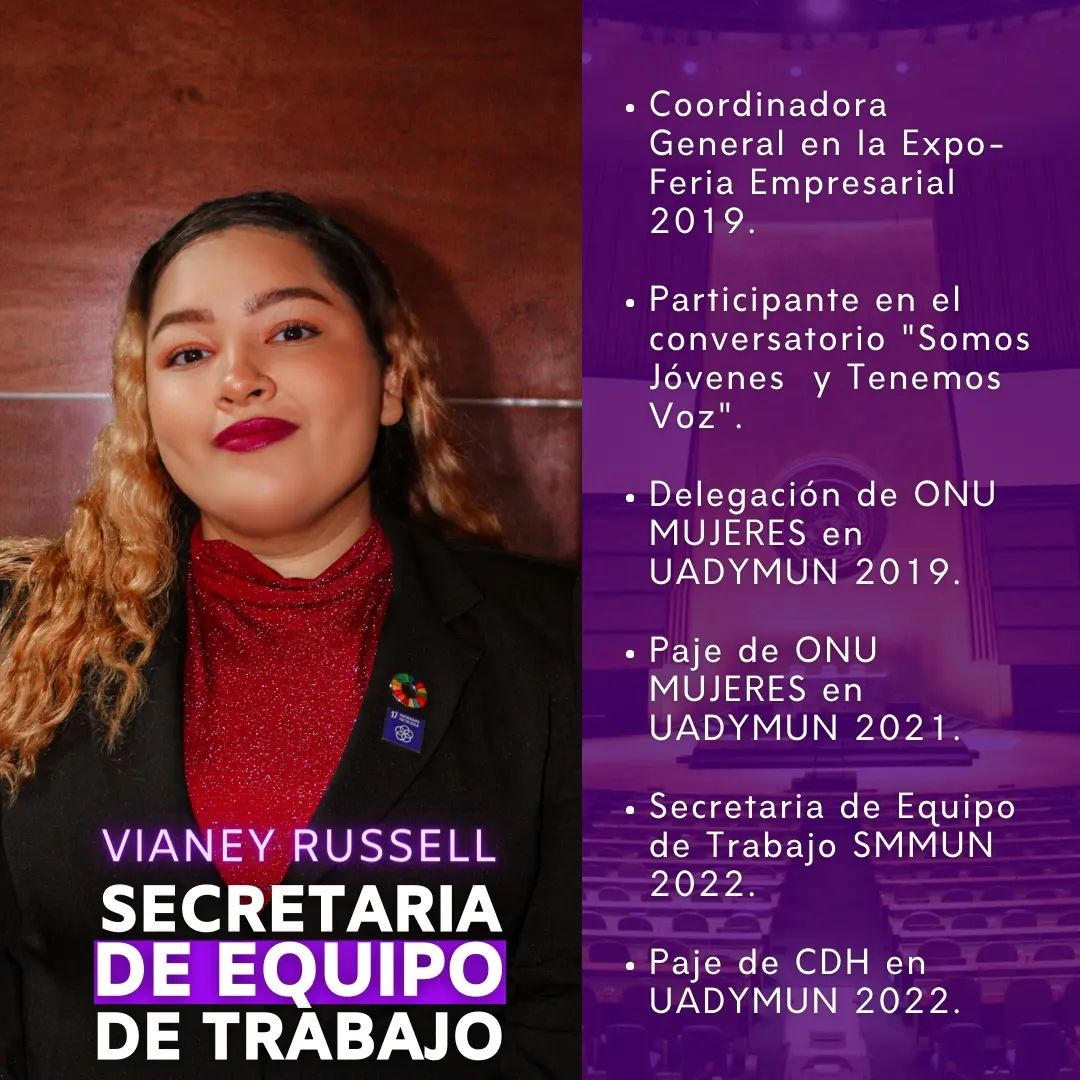 VIANEY RUSSELL
SECRETARIA
DE EQUIPO
DE TRABAJO
• Coordinadora
General en la Expo-
Feria Empresarial
2019.
• Participante en el
conversatorio "Somos
Jóvenes  y Tenemos
Voz".
• Delegación de ONU
MUJERES en
UADYMUN 2019.
• Paje de ONU
MUJERES en
UADYMUN 2021.
• Secretaria de Equipo
de Trabajo SMMUN
2022.
• Paje de CDH en
UADYMUN 2022.
17